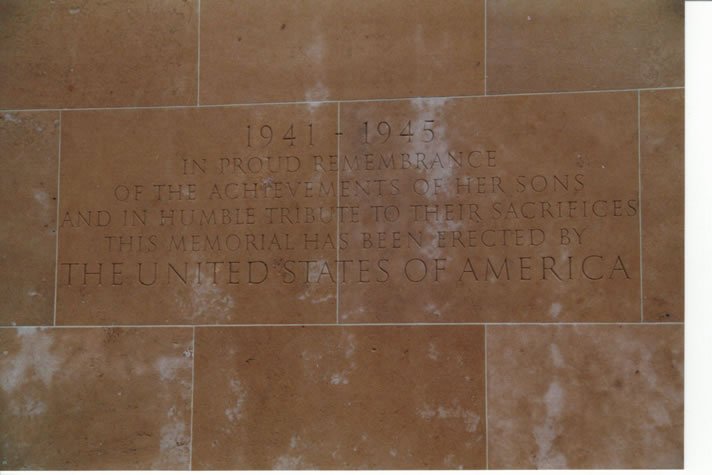 1941 - 1945
IN PROUD REMEMBRANCE
OF THE ACHIEVEMENTS OF HER SONS
AND IN HUMBLE TRIBUTE TO THEIR SACRIFICES
THIS MEMORIAL HAS BEEN ERECTED BY
THE UNITED STATES OF AMERICA